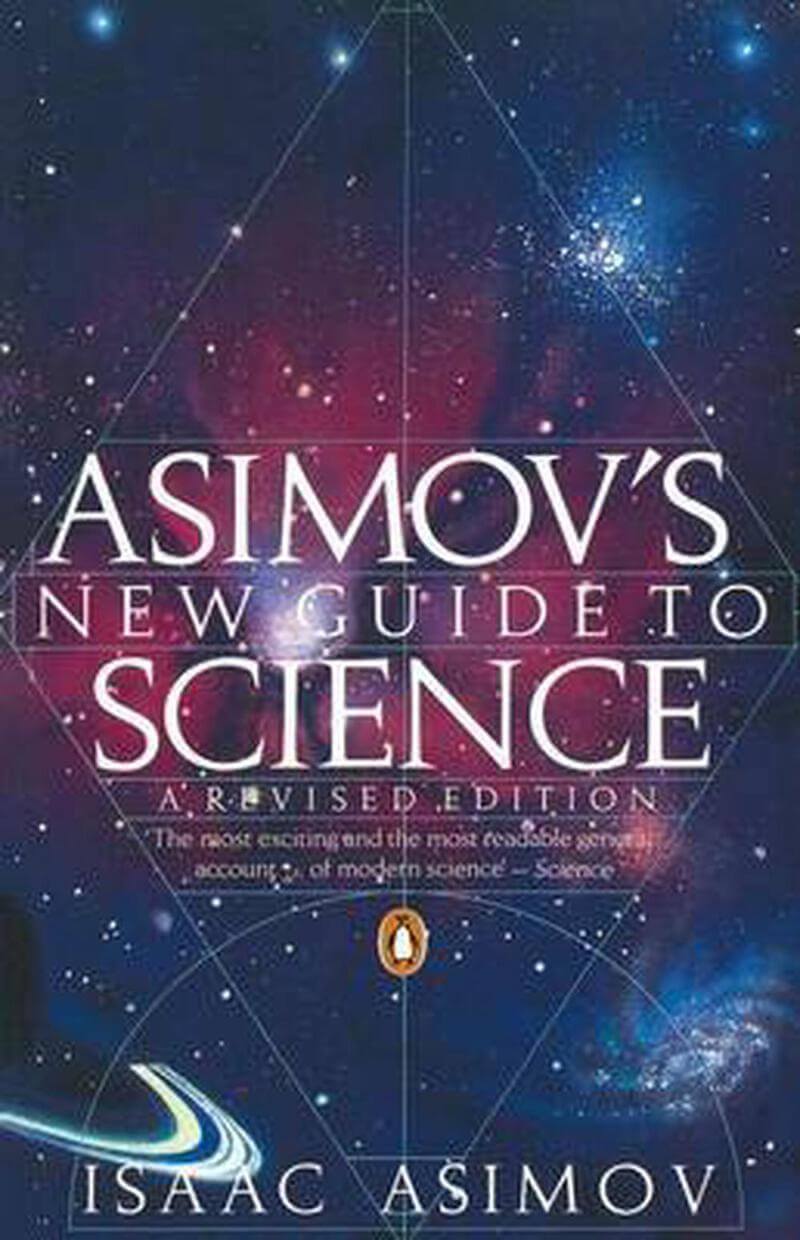 ASIMOV'S
NEW GUIDE TO
SCIENCE
A REVISED EDITION
'The most exciting and the most readable general
account ... of modern science' – Science
ISAAC ASIMOV